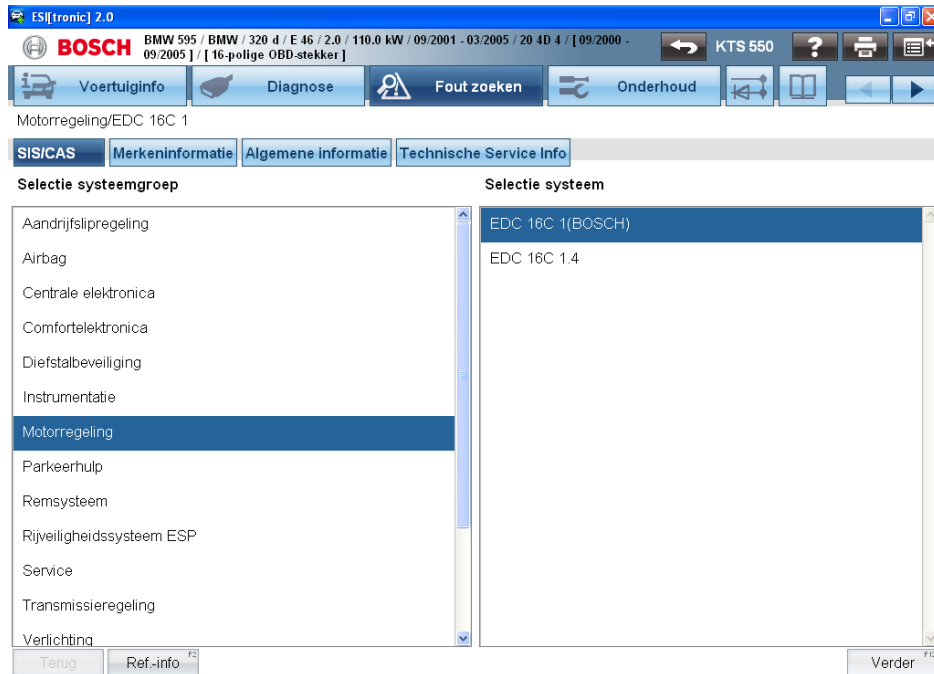 ESI[tronic] 2.0
BOSCH
BMW 595 / BMW / 320 d / E 46 / 2.0 / 110.0 kW / 09/2001 - 03/2005 / 20 4D 4 / [ 09/2000 -
09/2005 ] / [ 16-polige OBD-stekker ]
KTS 550
?
Voertuiginfo
Diagnose
Fout zoeken
Onderhoud
Motorregeling/EDC 16C 1
SIS/CAS
Merkeninformatie
Algemene informatie
Technische Service Info
Selectie systeemgroep
Selectie systeem
Aandrijfslipregeling
Airbag
Centrale elektronica
Comfortelektronica
Diefstalbeveiliging
Instrumentatie
Motorregeling
Parkeerhulp
Remsysteem
Rijveiligheidssysteem ESP
Service
Transmissieregeling
Verlichting
EDC 16C 1(BOSCH)
EDC 16C 1.4
Terug
Ref.-info F2
Verder F12